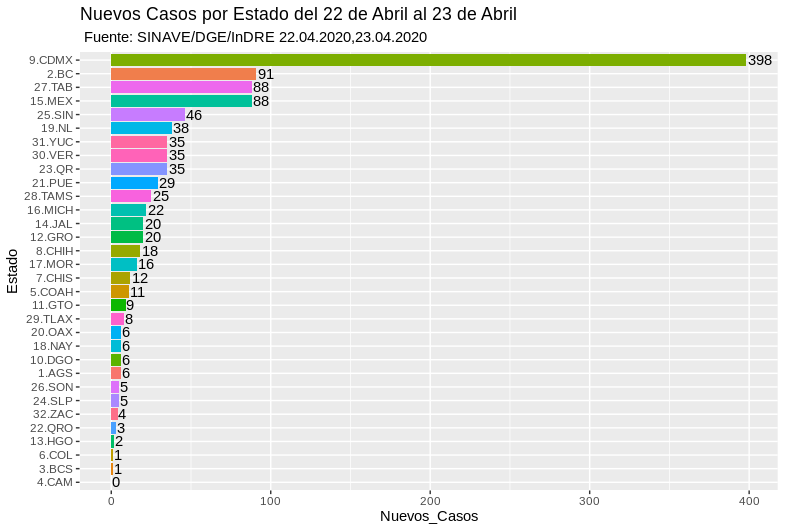 Nuevos Casos por Estado del 22 de Abril al 23 de Abril
Fuente: SINAVE/DGE/InDRE 22.04.2020,23.04.2020
9.CDMX 398
2.BC 91
27.TAB 88
15.MEX 88
25.SIN 46
19.NL 38
31.YUC 35
30.VER 35
23.QR 35
21.PUE 29
28.TAMS 25
16.MICH 22
14.JAL 20
12.GRO 20
8.CHIH 18
17.MOR 16
7.CHIS 12
5.COAH 11
11.GTO 9
29.TLAX 8
20.OAX 6
18.NAY 6
10.DGO 6
1.AGS 6
26.SON 5
24.SLP 5
32.ZAC 4
22.QRO 3
13.HGO 2
6.COL 1
3.BCS 1
4.CAM 0
Estado
0 100 200 300 400
Nuevos_Casos